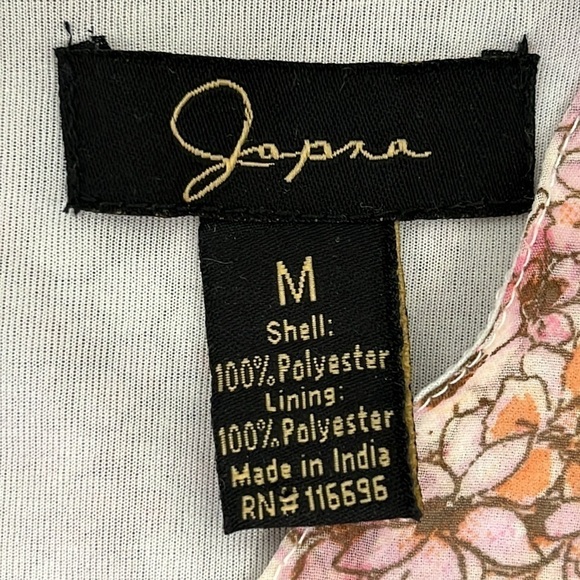 Japna
M
Shell:
100% Polyester
Lining:
100% Polyester
Made in India
RN# 116696